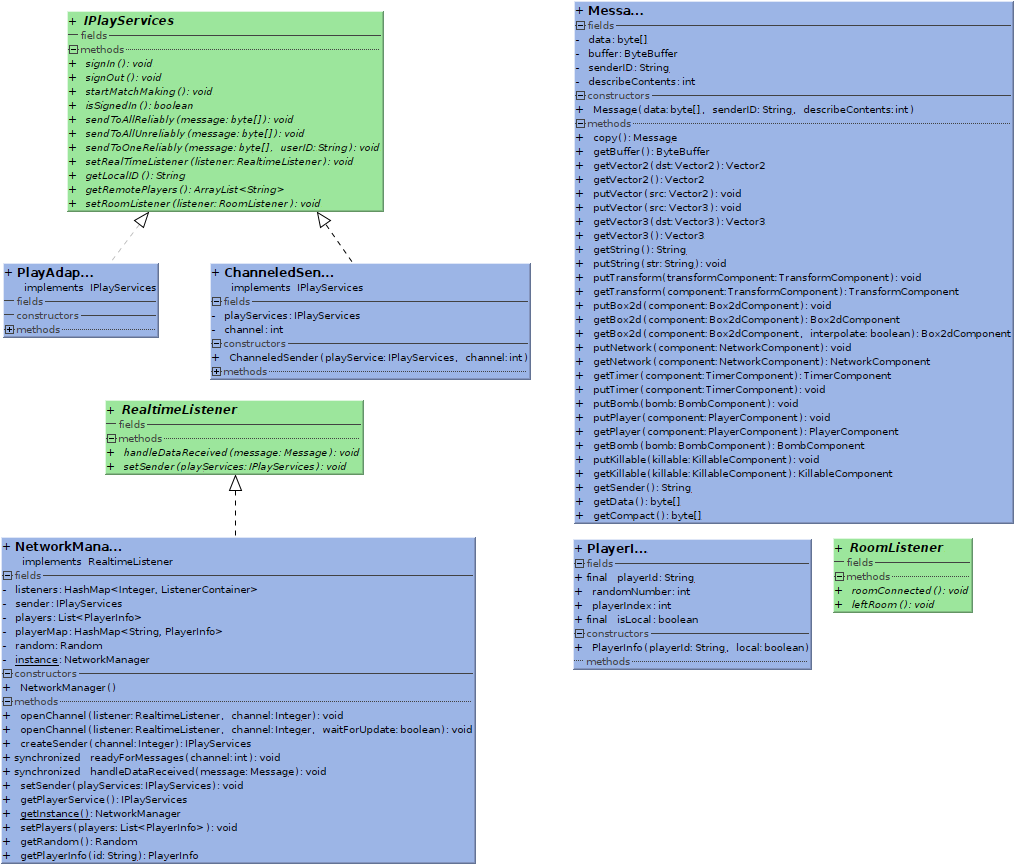 + IPlayServices
fields
methods
+ signIn(): void
+ signOut(): void
+ startMatchMaking(): void
+ isSignedIn(): boolean
+ sendToAllReliably(message: byte[]): void
+ sendToAllUnreliably(message: byte[]): void
+ sendToOneReliably(message: byte[], userID: String): void
+ setRealTimeListener(listener: RealtimeListener): void
+ getLocalID(): String
+ getRemotePlayers(): ArrayList<String>
+ setRoomListener(listener: RoomListener): void
+ PlayAdap...
implements IPlayServices
fields
constructors
methods
+ ChanneledSen...
implements IPlayServices
fields
- playServices: IPlayServices
- channel: int
constructors
+ ChanneledSender(playService: IPlayServices, channel: int)
methods
+ RealtimeListener
fields
methods
+ handleDataReceived(message: Message): void
+ setSender(playServices: IPlayServices): void
+ NetworkMana...
implements RealtimeListener
fields
- listeners: HashMap<Integer, ListenerContainer>
- sender: IPlayServices
- players: List<PlayerInfo>
- playerMap: HashMap<String, PlayerInfo>
- random: Random
- instance: NetworkManager
constructors
+ NetworkManager()
methods
+ openChannel(listener: RealtimeListener, channel: Integer): void
+ openChannel(listener: RealtimeListener, channel: Integer, waitForUpdate: boolean): void
+ createSender(channel: Integer): IPlayServices
+ synchronized readyForMessages(channel: int): void
+ synchronized handleDataReceived(message: Message): void
+ setSender(playServices: IPlayServices): void
+ getPlayerService(): IPlayServices
+ getInstance(): NetworkManager
+ setPlayers(players: List<PlayerInfo>): void
+ getRandom(): Random
+ getPlayerInfo(id: String): PlayerInfo
+ Messa...
fields
- data: byte[]
- buffer: ByteBuffer
- senderID: String
- describeContents: int
constructors
+ Message(data: byte[], senderID: String, describeContents: int)
methods
+ copy(): Message
+ getBuffer(): ByteBuffer
+ getVector2(dst: Vector2): Vector2
+ getVector2(): Vector2
+ putVector(src: Vector2): void
+ putVector(src: Vector3): void
+ getVector3(dst: Vector3): Vector3
+ getVector3(): Vector3
+ getString(): String
+ putString(str: String): void
+ putTransform(transformComponent: TransformComponent): void
+ getTransform(component: TransformComponent): TransformComponent
+ putBox2d(component: Box2dComponent): void
+ getBox2d(component: Box2dComponent): Box2dComponent
+ getBox2d(component: Box2dComponent, interpolate: boolean): Box2dComponent
+ putNetwork(component: NetworkComponent): void
+ getNetwork(component: NetworkComponent): NetworkComponent
+ getTimer(component: TimerComponent): TimerComponent
+ putTimer(component: TimerComponent): void
+ putBomb(bomb: BombComponent): void
+ putPlayer(component: PlayerComponent): void
+ getPlayer(component: PlayerComponent): PlayerComponent
+ getBomb(bomb: BombComponent): BombComponent
+ putKillable(killable: KillableComponent): void
+ getKillable(killable: KillableComponent): KillableComponent
+ getSender(): String
+ getData(): byte[]
+ getCompact(): byte[]
+ PlayerI...
fields
+ final playerId: String
+ randomNumber: int
+ playerIndex: int
+ final isLocal: boolean
constructors
+ PlayerInfo(playerId: String, local: boolean)
methods
+ RoomListener
fields
methods
+ roomConnected(): void
+ leftRoom(): void